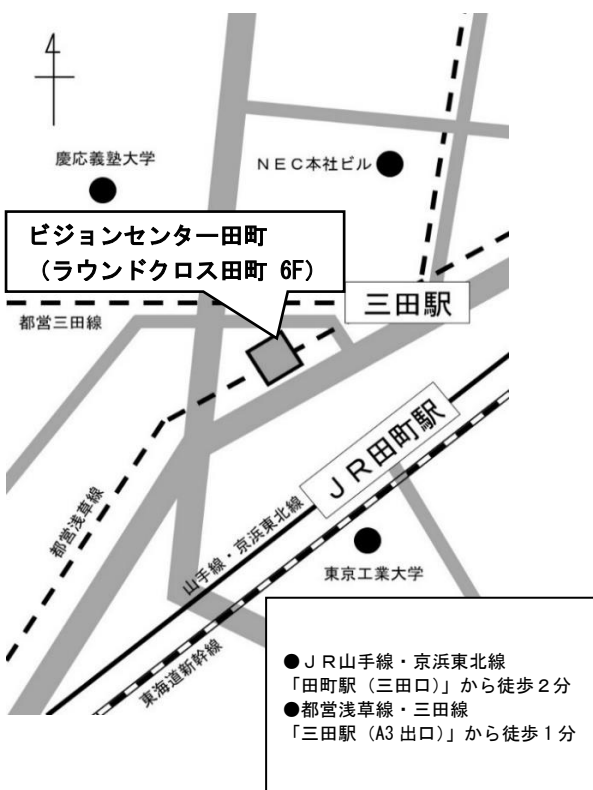 4
慶応義塾大学
NEC本社ビル
ビジョンセンター田町
（ラウンドクロス田町 6F）
三田駅
都営三田線
JR田町駅
都営浅草線
山手線・京浜東北線
東京工業大学
東海道新幹線
●JR山手線・京浜東北線
「田町駅（三田口）」から徒歩２分
●都営浅草線・三田線
「三田駅（A3 出口）」から徒歩１分